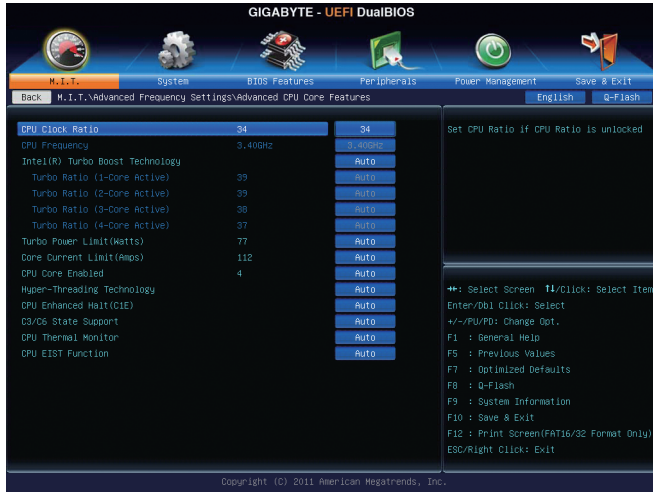 GIGABYTE - UEFI DualBIOS
M.I.T. System BIOS Features Peripherals Power Management Save & Exit
Back M.I.T.\Advanced Frequency Settings\Advanced CPU Core Features English Q-Flash
CPU Clock Ratio 34 34
CPU Frequency 3.40GHz 3.40GHz
Intel(R) Turbo Boost Technology Auto
Turbo Ratio (1-Core Active) 39 Auto
Turbo Ratio (2-Core Active) 39 Auto
Turbo Ratio (3-Core Active) 38 Auto
Turbo Ratio (4-Core Active) 37 Auto
Turbo Power Limit(Watts) 77 Auto
Core Current Limit(Amps) 112 Auto
CPU Core Enabled 4 Auto
Hyper-Threading Technology Auto
CPU Enhanced Halt(C1E) Auto
C3/C6 State Support Auto
CPU Thermal Monitor Auto
CPU EIST Function Auto
Set CPU Ratio if CPU Ratio is unlocked
↔: Select Screen ↑↓/Click: Select Item
Enter/Dbl Click: Select
+/-/PU/PD: Change Opt.
F1 : General Help
F5 : Previous Values
F7 : Optimized Defaults
F8 : Q-Flash
F9 : System Information
F10 : Save & Exit
F12 : Print Screen(FAT16/32 Format Only)
ESC/Right Click: Exit
Copyright (C) 2011 American Megatrends, Inc.